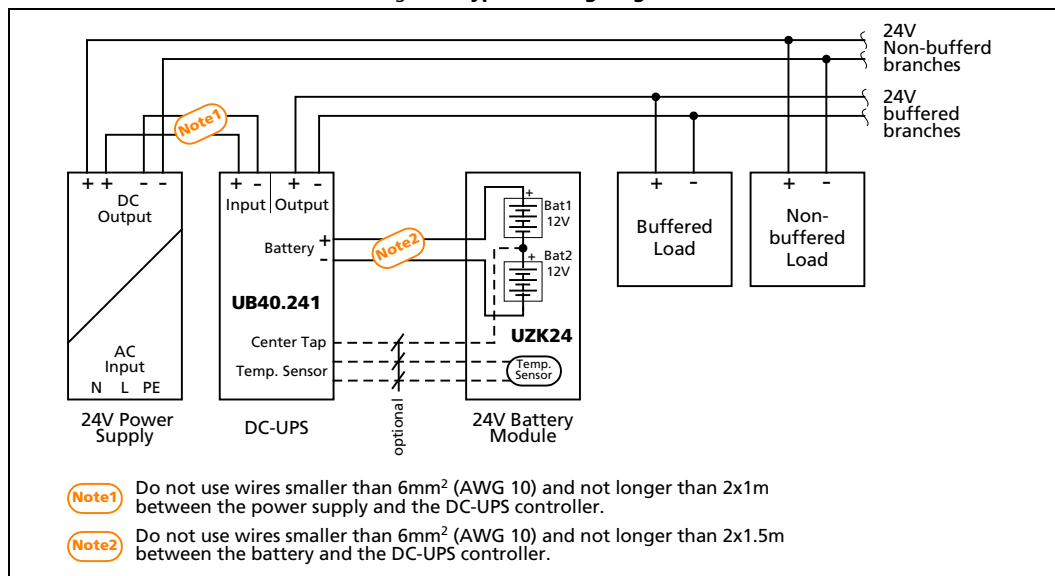 24V
Non-bufferd
branches
24V
buffered
branches
Note1
+ + - -
DC
Output
AC
Input
N L PE
24V Power
Supply
+ - + -
Input Output
Battery + -
UB40.241
Center Tap
Temp. Sensor
DC-UPS
Note2
optional
+
Bat1
12V
+
Bat2
12V
UZK24
Temp.
Sensor
24V Battery
Module
+ -
Buffered
Load
+ -
Non-
buffered
Load
Note1 Do not use wires smaller than 6mm² (AWG 10) and not longer than 2x1m
between the power supply and the DC-UPS controller.
Note2 Do not use wires smaller than 6mm² (AWG 10) and not longer than 2x1.5m
between the battery and the DC-UPS controller.